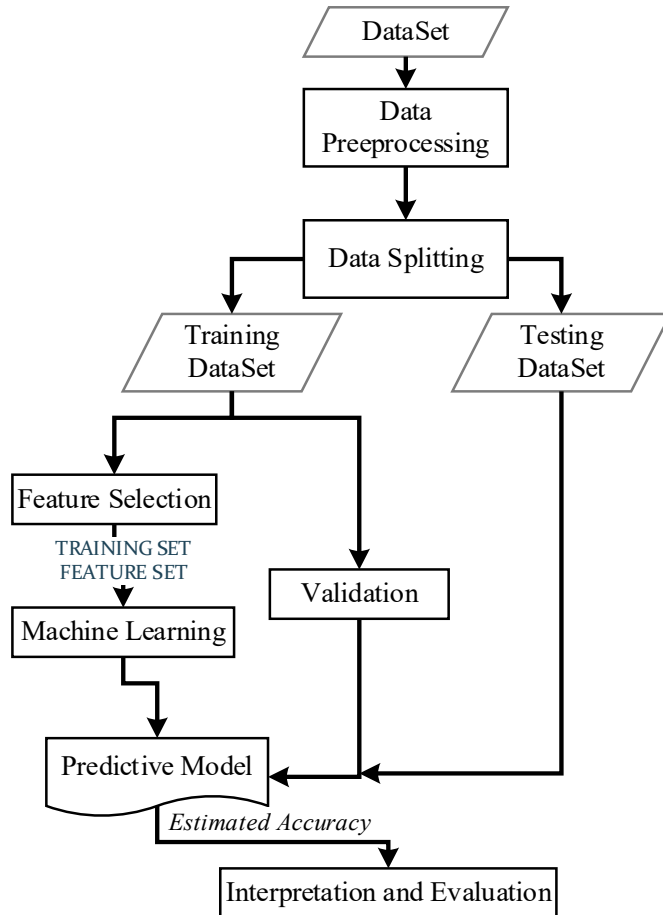 DataSet
Data
Preeprocessing
Data Splitting
Training
DataSet
Testing
DataSet
Feature Selection
TRAINING SET
FEATURE SET
Validation
Machine Learning
Predictive Model
Estimated Accuracy
Interpretation and Evaluation